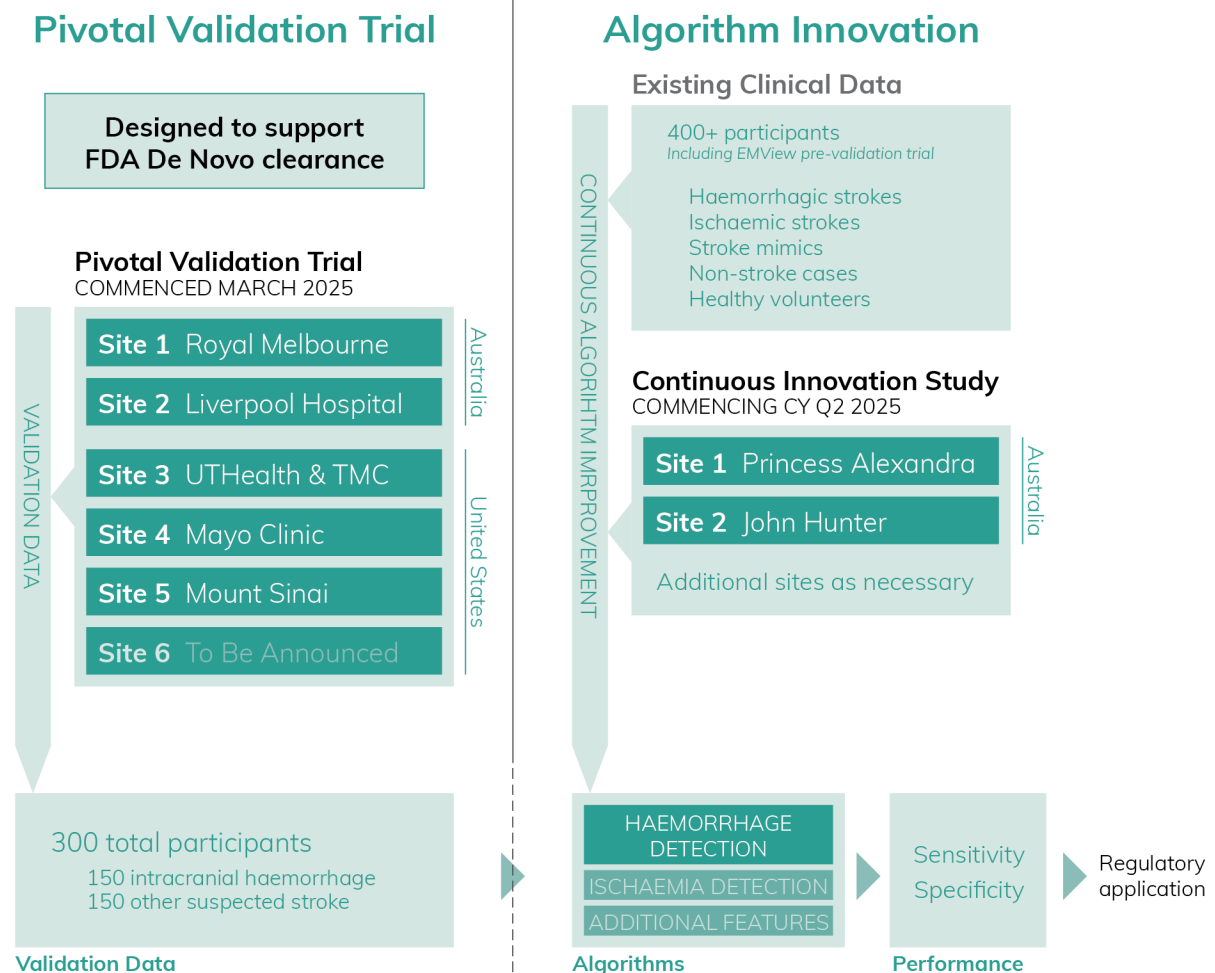 Pivotal Validation Trial
Designed to support
FDA De Novo clearance
Pivotal Validation Trial
COMMENCED MARCH 2025
VALIDATION DATA
Site 1 Royal Melbourne
Site 2 Liverpool Hospital
Australia
Site 3 UTHealth & TMC
Site 4 Mayo Clinic
Site 5 Mount Sinai
Site 6 To Be Announced
United States
300 total participants
150 intracranial haemorrhage
150 other suspected stroke
Validation Data
Algorithm Innovation
Existing Clinical Data
400+ participants
Including EMView pre-validation trial
Haemorrhagic strokes
Ischaemic strokes
Stroke mimics
Non-stroke cases
Healthy volunteers
CONTINUOUS ALGORIHTM IMRPROVEMENT
Continuous Innovation Study
COMMENCING CY Q2 2025
Site 1 Princess Alexandra
Site 2 John Hunter
Australia
Additional sites as necessary
HAEMORRHAGE
DETECTION
ISCHAEMIA DETECTION
ADDITIONAL FEATURES
Algorithms
Sensitivity
Specificity
Performance
Regulatory
application